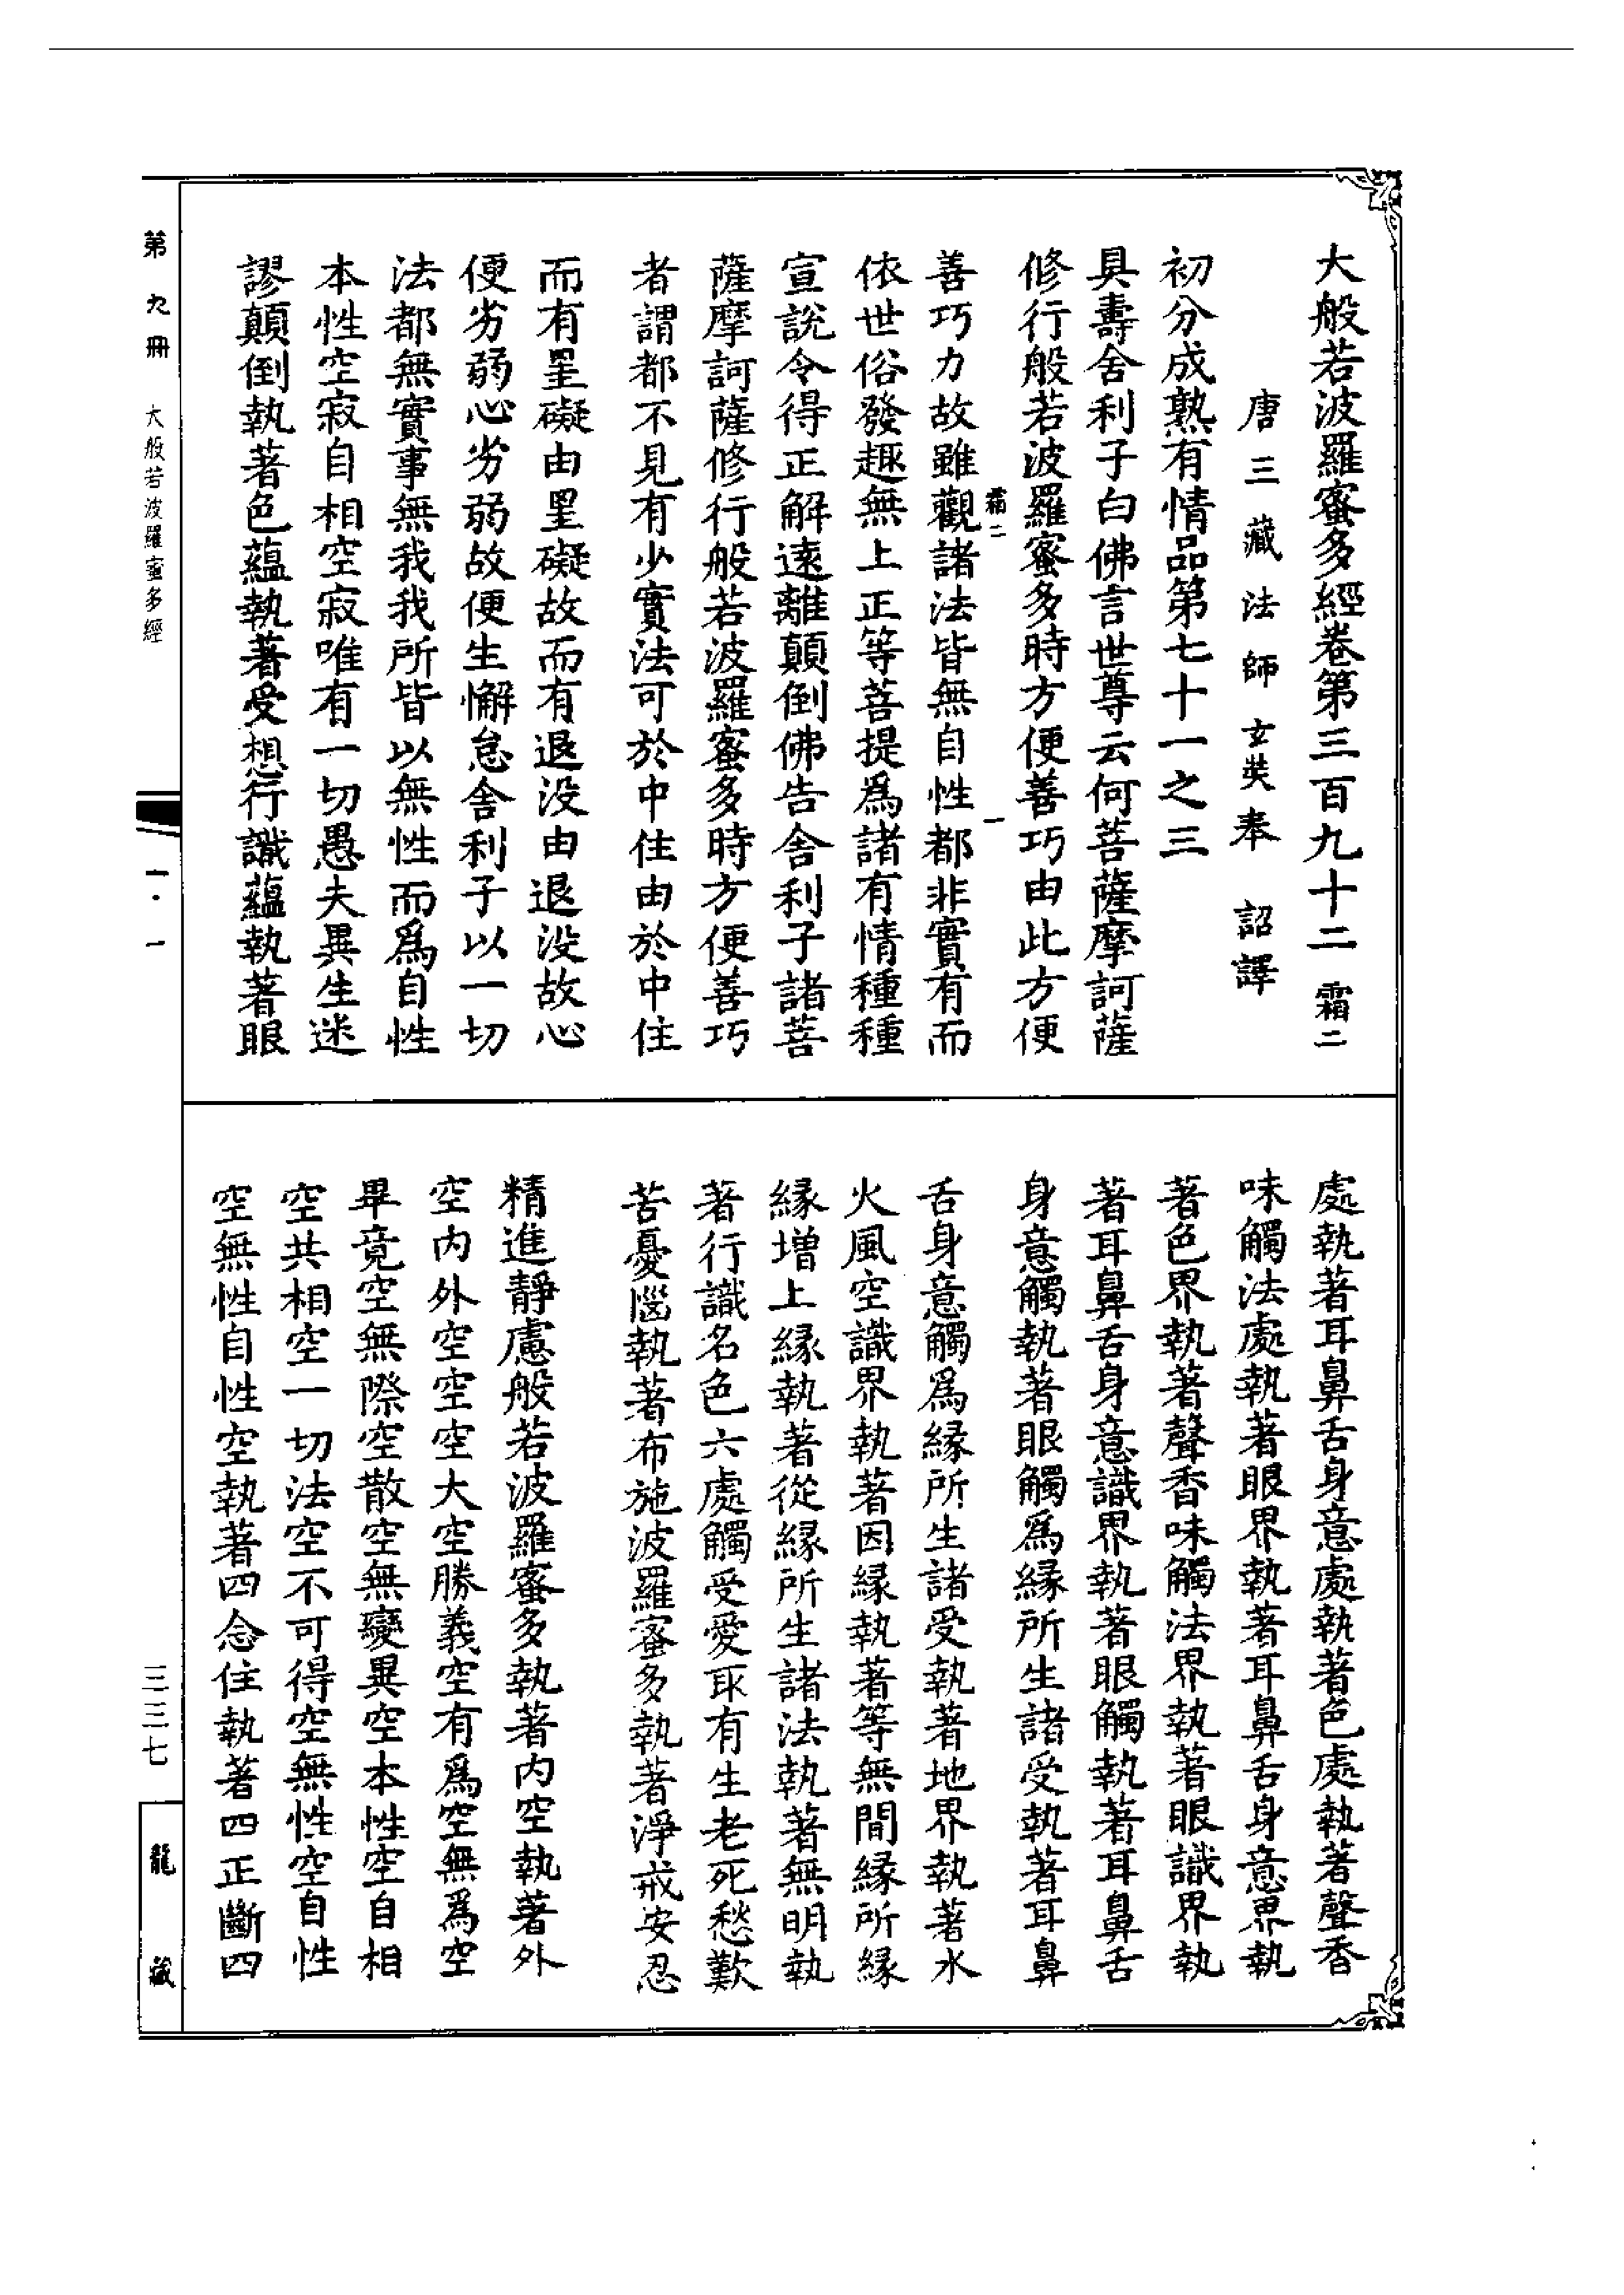 大般若波羅蜜多經卷第三百九十二 霜二
唐三藏法師玄奘奉 詔譯
初分成熟有情品第七十一之三
具壽舍利子白佛言世尊云何菩薩摩訶薩
修行般若波羅蜜多時方便善巧由此方便
霜二 一
善巧力故雖觀諸法皆無自性都非實有而
依世俗發趣無上正等菩提爲諸有情種種
宣說令得正解遠離顛倒佛告舍利子諸菩
薩摩訶薩修行般若波羅蜜多時方便善巧
者謂都不見有少實法可於中住由於中住
而有罣礙由罣礙故而有退沒由退沒故心
便劣弱心劣弱故便生懈怠舍利子以一切
法都無實事無我我所皆以無性而爲自性
本性空寂自相空寂唯有一切愚夫異生迷
謬顛倒執著色蘊執著受想行識蘊執著眼
處執著耳鼻舌身意處執著色處執著聲香
味觸法處執著眼界執著耳鼻舌身意界執
著色界執著聲香味觸法界執著眼識界執
著耳鼻舌身意識界執著眼觸執著耳鼻舌
身意觸執著眼觸爲緣所生諸受執著耳鼻
舌身意觸爲緣所生諸受執著地界執著水
火風空識界執著因緣執著等無間緣所緣
緣增上緣執著從緣所生諸法執著無明執
著行識名色六處觸受愛取有生老死愁歎
苦憂惱執著布施波羅蜜多執著淨戒安忍
精進靜慮般若波羅蜜多執著內空執著外
空內外空空空大空勝義空有爲空無爲空
畢竟空無際空散空無變異空本性空自相
空共相空一切法空不可得空無性空自性
空無性自性空執著四念住執著四正斷四
第九冊 大般若波羅蜜多經
一·一
三三七
龍藏